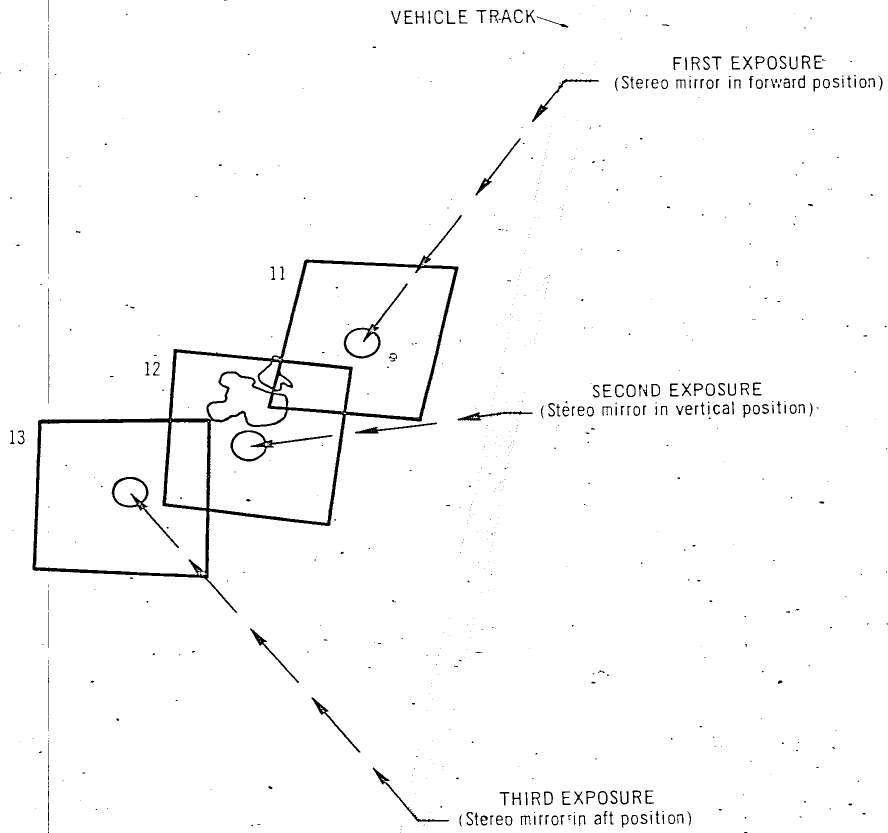 VEHICLE TRACK
FIRST EXPOSURE
(Stereo mirror in forward position)
11
12
SECOND EXPOSURE
(Stereo mirror in vertical position)
13
THIRD EXPOSURE
(Stereo mirror in aft position)